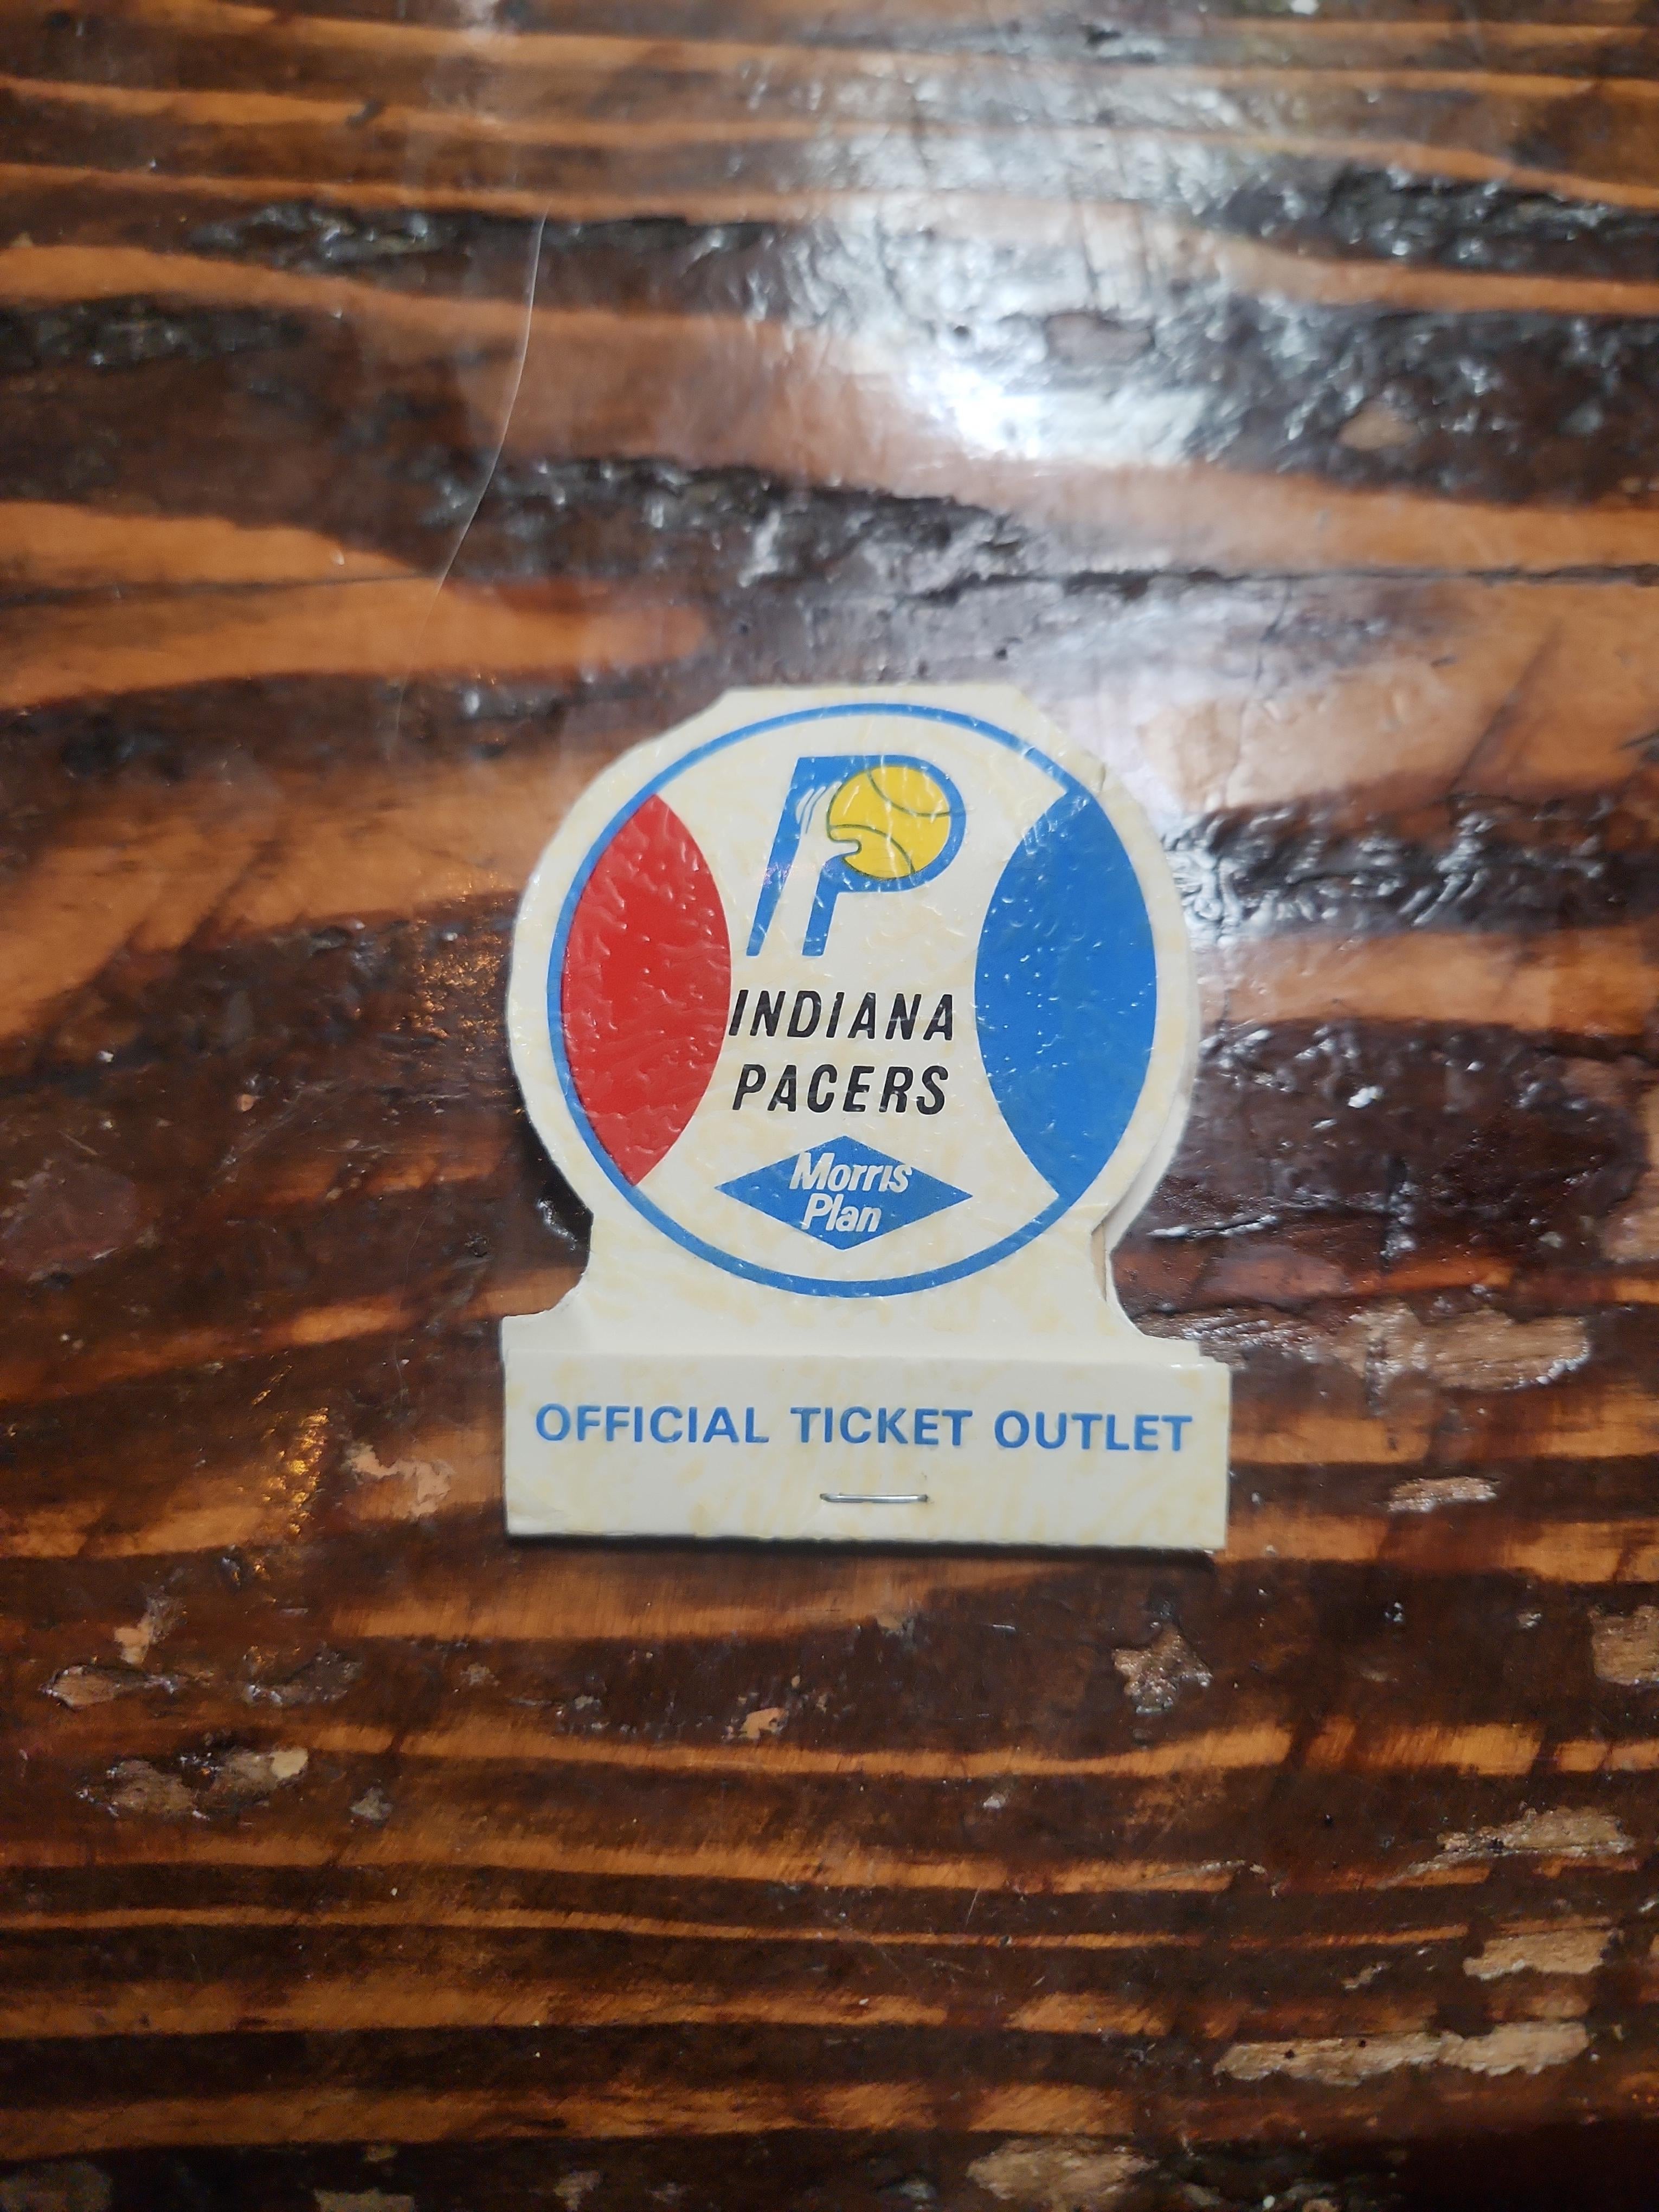 P
INDIANA
PACERS
Morris
Plan
OFFICIAL TICKET OUTLET